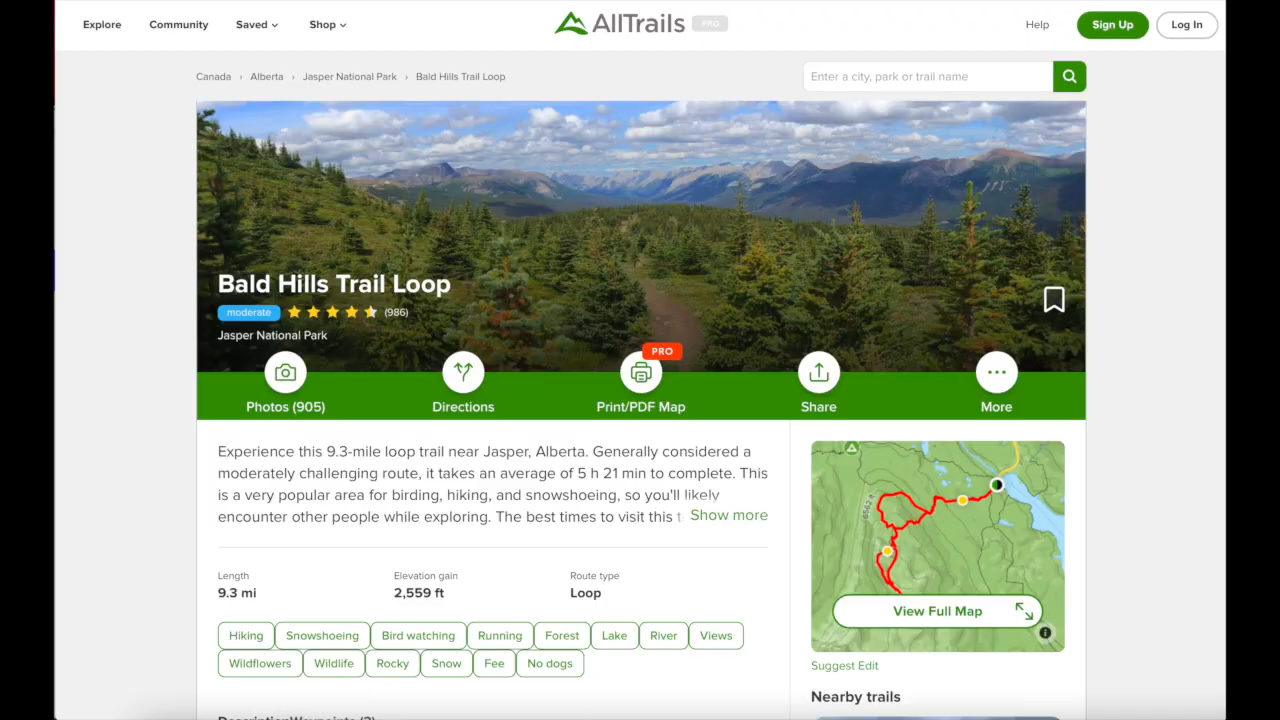 Explore Community Saved Shop AllTrails PRO Help Sign Up Log In
Canada › Alberta › Jasper National Park › Bald Hills Trail Loop Enter a city, park or trail name
Bald Hills Trail Loop
moderate (986)
Jasper National Park
PRO
Photos (905) Directions Print/PDF Map Share More
Experience this 9.3-mile loop trail near Jasper, Alberta. Generally considered a
moderately challenging route, it takes an average of 5 h 21 min to complete. This
is a very popular area for birding, hiking, and snowshoeing, so you'll likely
encounter other people while exploring. The best times to visit this t Show more
Length Elevation gain Route type
9.3 mi 2,559 ft Loop
Hiking Snowshoeing Bird watching Running Forest Lake River Views
Wildflowers Wildlife Rocky Snow Fee No dogs
6562 ft
View Full Map
Suggest Edit
Nearby trails
DescriptionWaypoints (3)